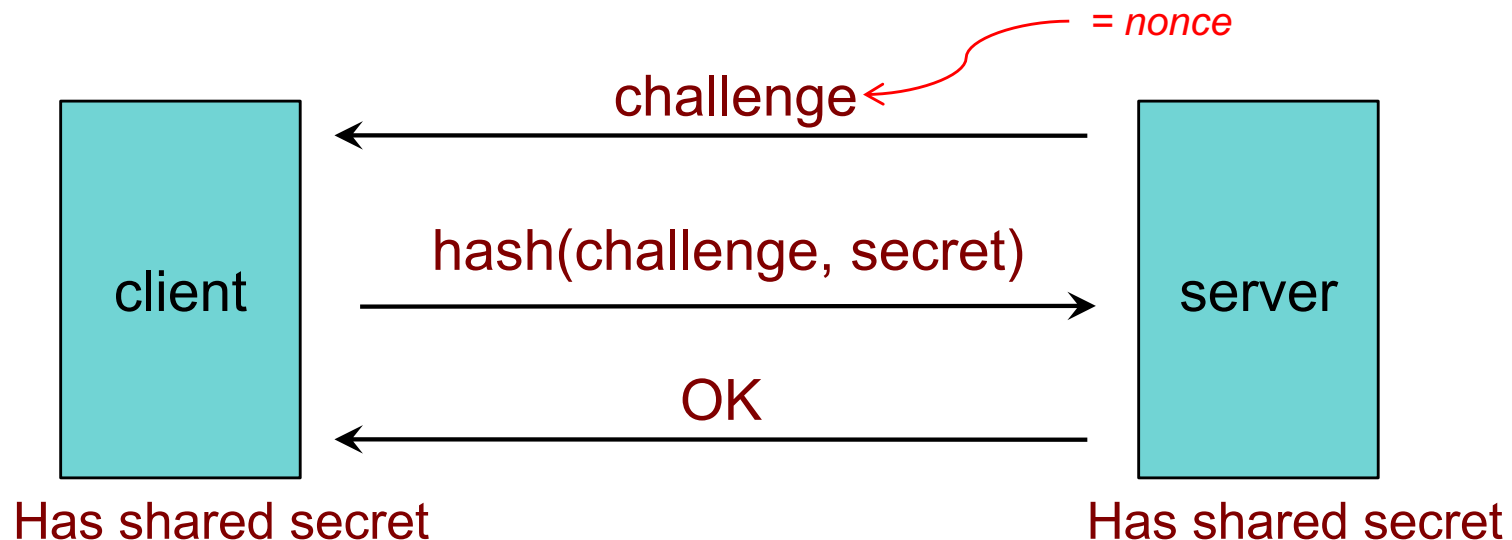 = nonce
challenge
hash(challenge, secret)
client
server
OK
Has shared secret
Has shared secret